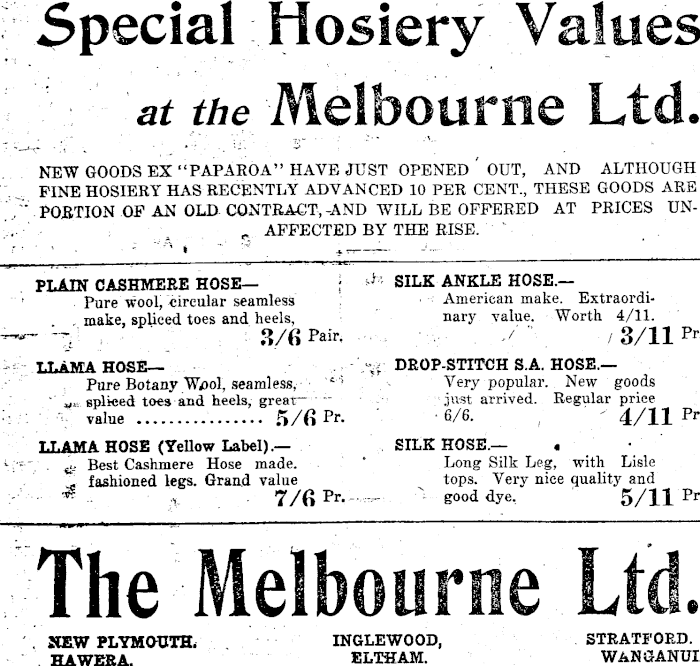 Special Hosiery Values
at the Melbourne Ltd.
NEW GOODS EX "PAPAROA" HAVE JUST OPENED OUT, AND ALTHOUGH
FINE HOSIERY HAS RECENTLY ADVANCED 10 PER CENT., THESE GOODS ARE
PORTION OF AN OLD CONTRACT, AND WILL BE OFFERED AT PRICES UN-
AFFECTED BY THE RISE.
PLAIN CASHMERE HOSE—
Pure wool, circular seamless
make, spliced toes and heels,
3/6 Pair.
LLAMA HOSE—
Pure Botany Wool, seamless,
spliced toes and heels, great
value ................ 5/6 Pr.
LLAMA HOSE (Yellow Label).—
Best Cashmere Hose made.
fashioned legs. Grand value
7/6 Pr.
SILK ANKLE HOSE.—
American make. Extraordi-
nary value. Worth 4/11.
3/11 Pr
DROP-STITCH S.A. HOSE.—
Very popular. New goods
just arrived. Regular price
6/6. 4/11 Pr
SILK HOSE.—
Long Silk Leg, with Lisle
tops. Very nice quality and
good dye. 5/11 Pr
The Melbourne Ltd.
NEW PLYMOUTH. INGLEWOOD, STRATFORD.
HAWERA. ELTHAM. WANGANUI